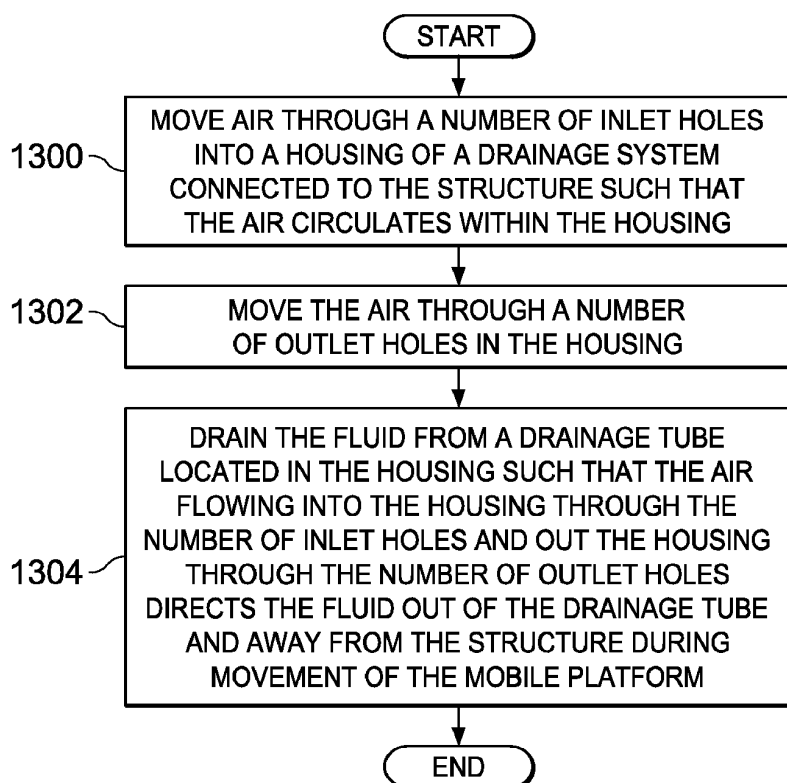 START
1300
MOVE AIR THROUGH A NUMBER OF INLET HOLES
INTO A HOUSING OF A DRAINAGE SYSTEM
CONNECTED TO THE STRUCTURE SUCH THAT
THE AIR CIRCULATES WITHIN THE HOUSING
1302
MOVE THE AIR THROUGH A NUMBER
OF OUTLET HOLES IN THE HOUSING
1304
DRAIN THE FLUID FROM A DRAINAGE TUBE
LOCATED IN THE HOUSING SUCH THAT THE AIR
FLOWING INTO THE HOUSING THROUGH THE
NUMBER OF INLET HOLES AND OUT THE HOUSING
THROUGH THE NUMBER OF OUTLET HOLES
DIRECTS THE FLUID OUT OF THE DRAINAGE TUBE
AND AWAY FROM THE STRUCTURE DURING
MOVEMENT OF THE MOBILE PLATFORM
END